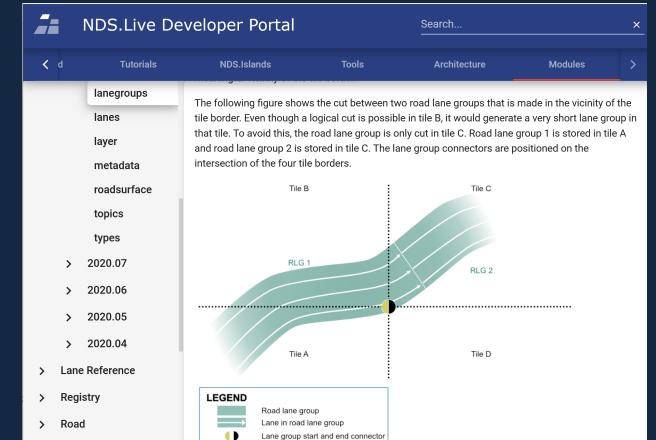 NDS.Live Developer Portal
Search...
d Tutorials NDS.Islands Tools Architecture Modules
lanegroups
lanes
layer
metadata
roadsurface
topics
types
2020.07
2020.06
2020.05
2020.04
Lane Reference
Registry
Road
The following figure shows the cut between two road lane groups that is made in the vicinity of the
tile border. Even though a logical cut is possible in tile B, it would generate a very short lane group in
that tile. To avoid this, the road lane group is only cut in tile C. Road lane group 1 is stored in tile A
and road lane group 2 is stored in tile C. The lane group connectors are positioned on the
intersection of the four tile borders.
Tile B
Tile C
RLG 1
RLG 2
Tile A
Tile D
LEGEND
Road lane group
Lane in road lane group
Lane group start and end connector